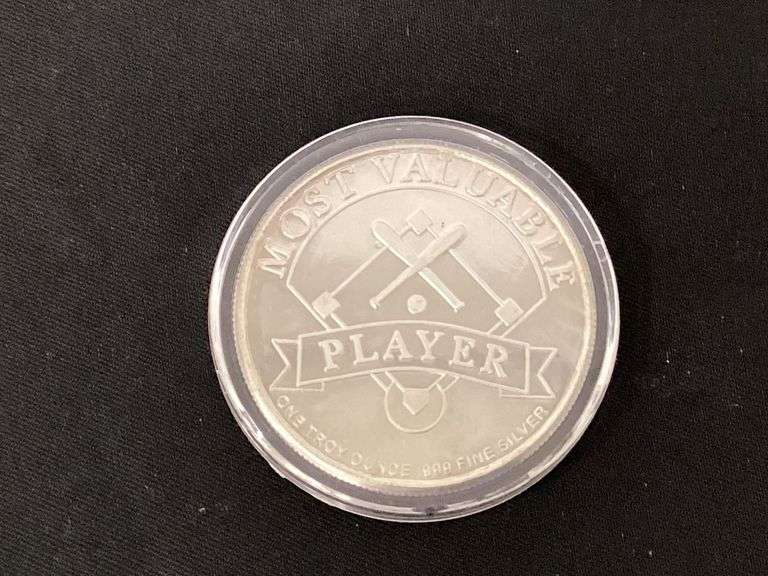 MOST VALUABLE
PLAYER
ONE TROY OUNCE .999 FINE SILVER